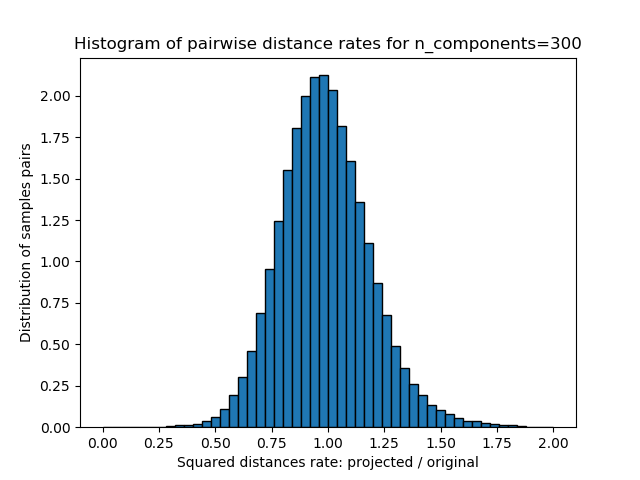 Histogram of pairwise distance rates for n_components=300
Distribution of samples pairs
2.00
1.75
1.50
1.25
1.00
0.75
0.50
0.25
0.00
0.00 0.25 0.50 0.75 1.00 1.25 1.50 1.75 2.00
Squared distances rate: projected / original